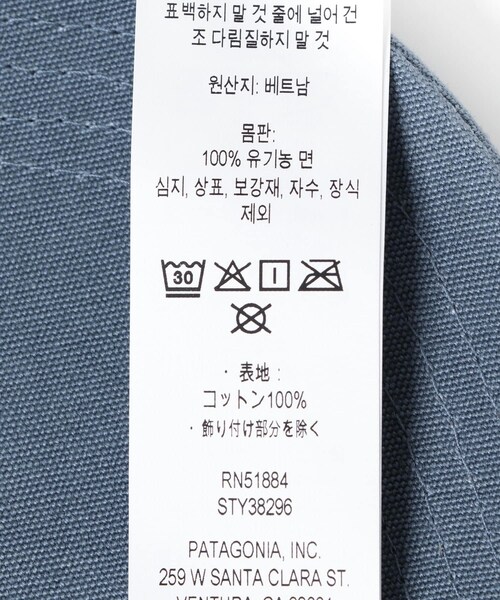 표백하지 말 것 줄에 널어 건
조 다림질하지 말 것
원산지: 베트남
몸판:
100% 유기농 면
심지, 상표, 보강재, 자수, 장식
제외
30
・ 表地 :
コットン100%
・ 飾り付け部分を除く
RN51884
STY38296
PATAGONIA, INC.
259 W SANTA CLARA ST.
VENTURA, CA